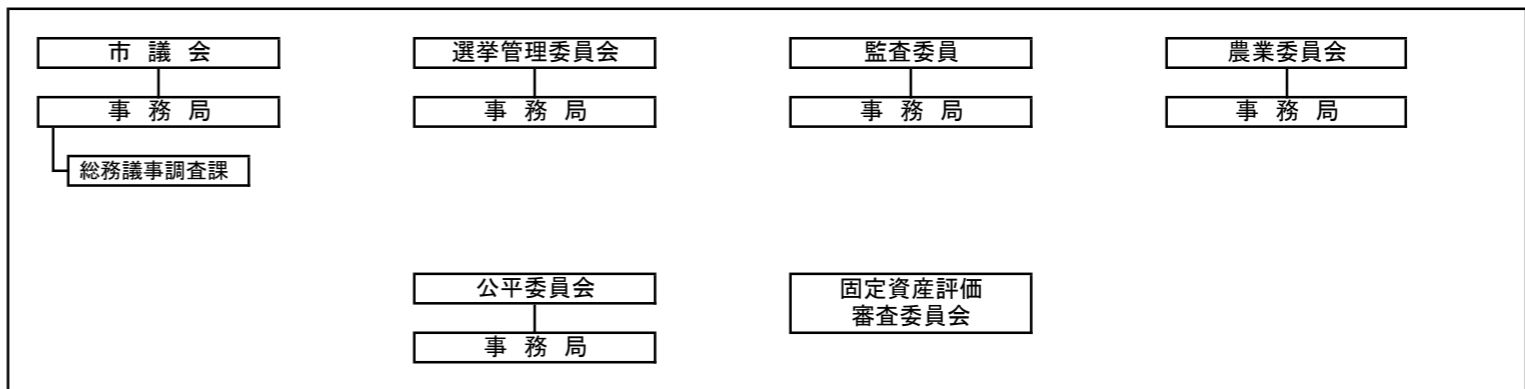 市議会
選挙管理委員会
監査委員
農業委員会
事務局
事務局
事務局
事務局
総務議事調査課
公平委員会
固定資産評価
審査委員会
事務局